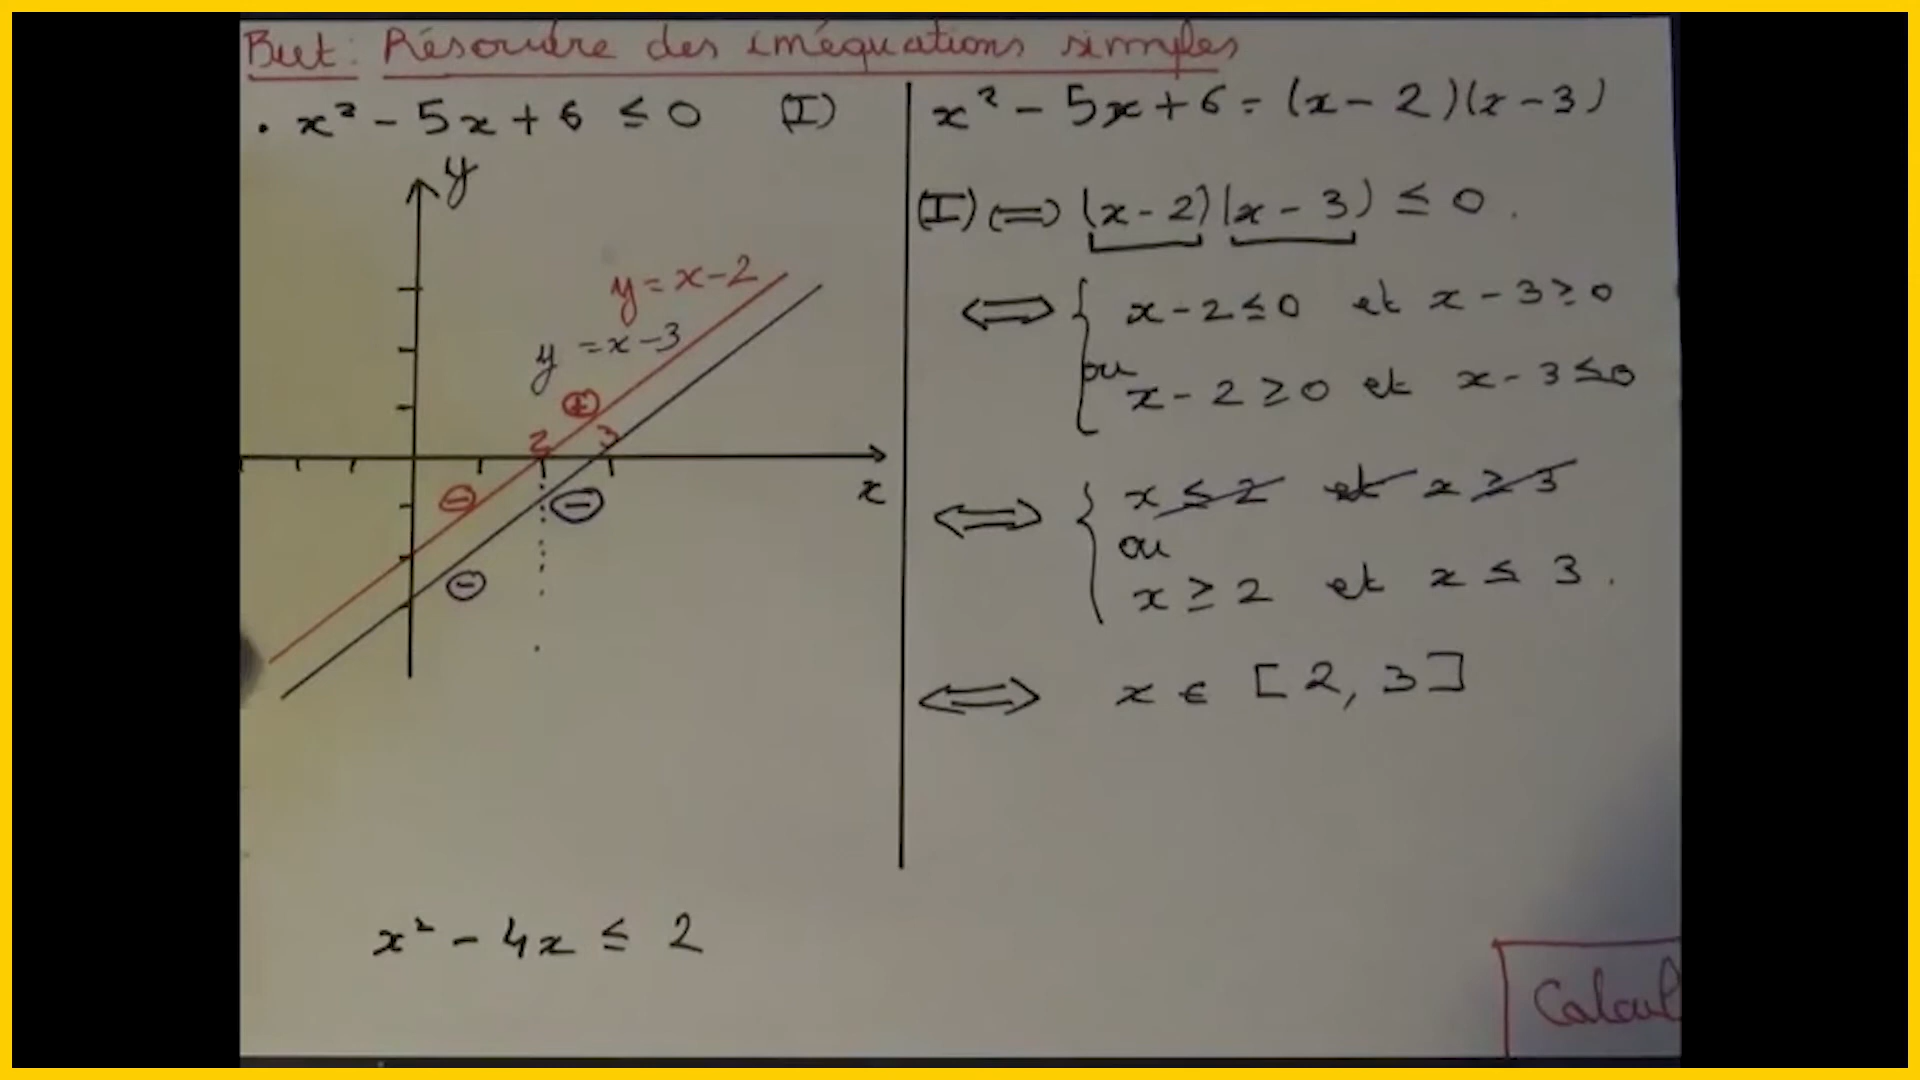 But : Résoudre des inéquations simples
. x² - 5x + 6 ≤ 0 (I)
y
y = x - 2
y = x - 3
+
2 3
x
-
-
-
x² - 4x ≤ 2
x² - 5x + 6 = (x - 2)(x - 3)
(I) ⟺ (x - 2)(x - 3) ≤ 0.
⟺ { x - 2 ≤ 0 et x - 3 ≥ 0
ou
x - 2 ≥ 0 et x - 3 ≤ 0
⟺ { x ≤ 2 et x ≥ 3
ou
x ≥ 2 et x ≤ 3.
⟺ x ∈ [2, 3]
Calcul